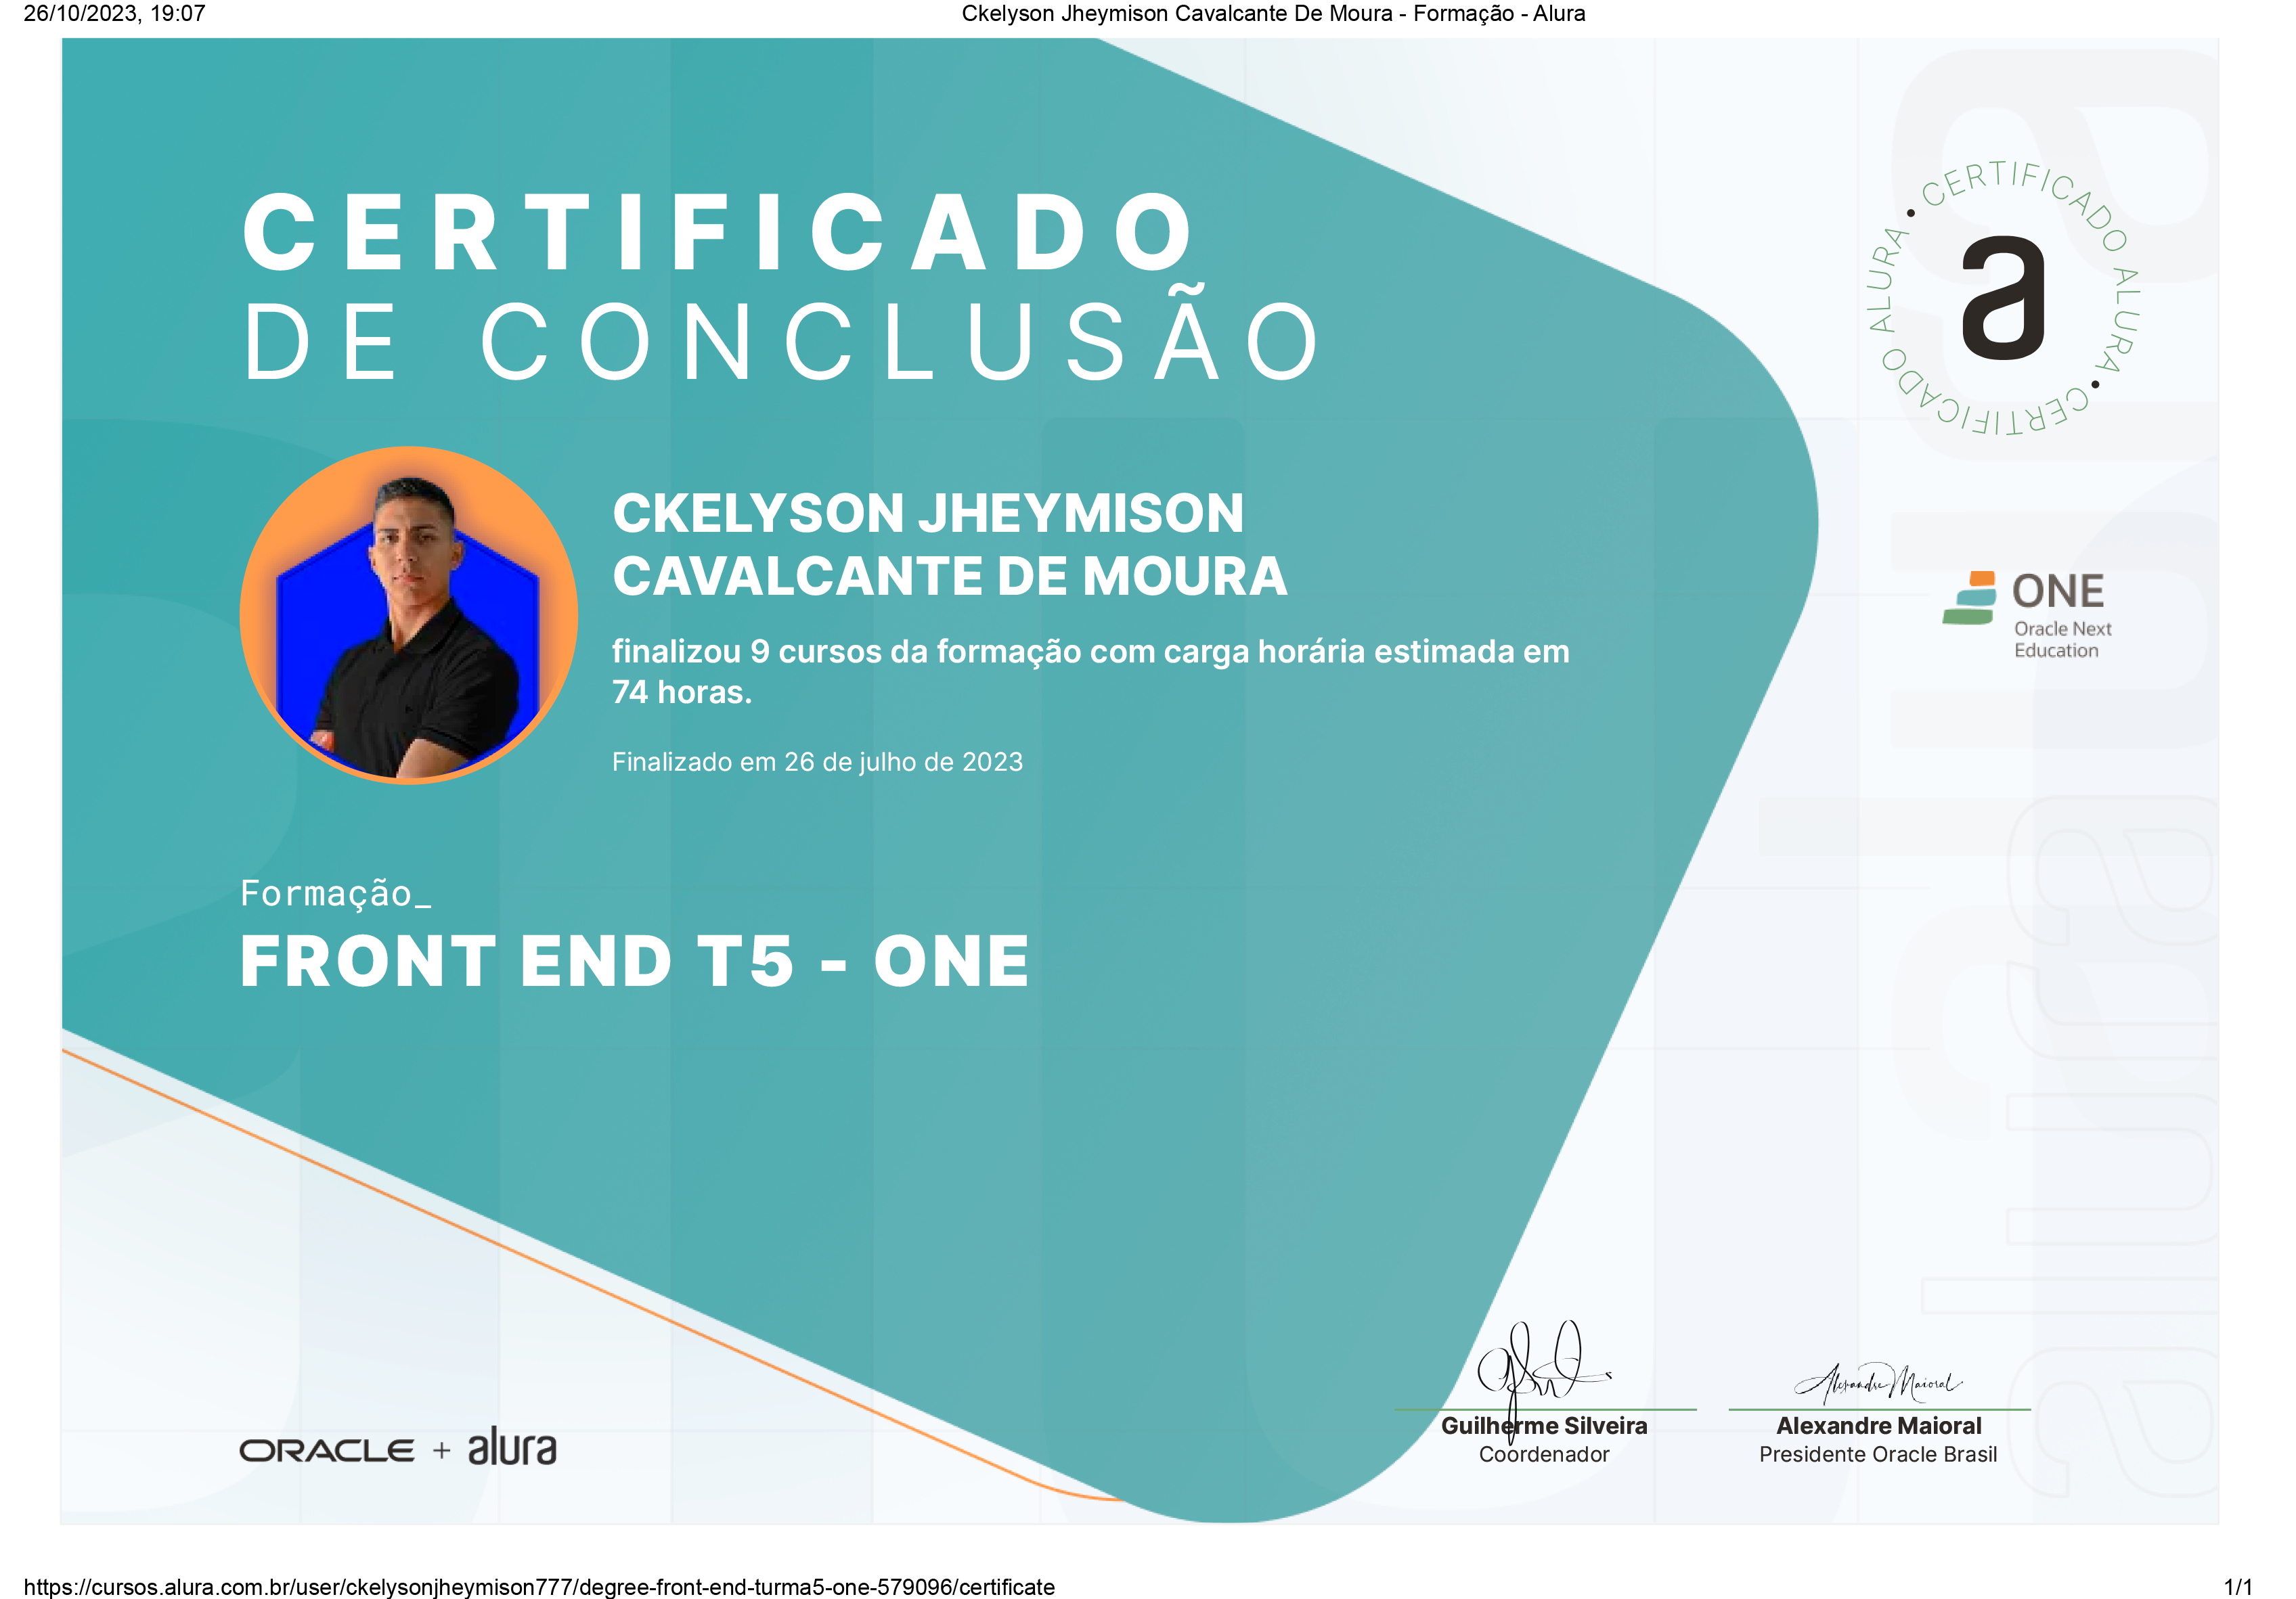 26/10/2023, 19:07
Ckelyson Jheymison Cavalcante De Moura - Formação - Alura
CERTIFICADO
DE CONCLUSÃO
CERTIFICADO ALURA • CERTIFICADO ALURA •
a
CKELYSON JHEYMISON
CAVALCANTE DE MOURA
finalizou 9 cursos da formação com carga horária estimada em
74 horas.
Finalizado em 26 de julho de 2023
ONE
Oracle Next
Education
Formação_
FRONT END T5 - ONE
alura
alura
ORACLE + alura
Alexandre Maioral
Guilherme Silveira
Coordenador
Alexandre Maioral
Presidente Oracle Brasil
https://cursos.alura.com.br/user/ckelysonjheymison777/degree-front-end-turma5-one-579096/certificate
1/1